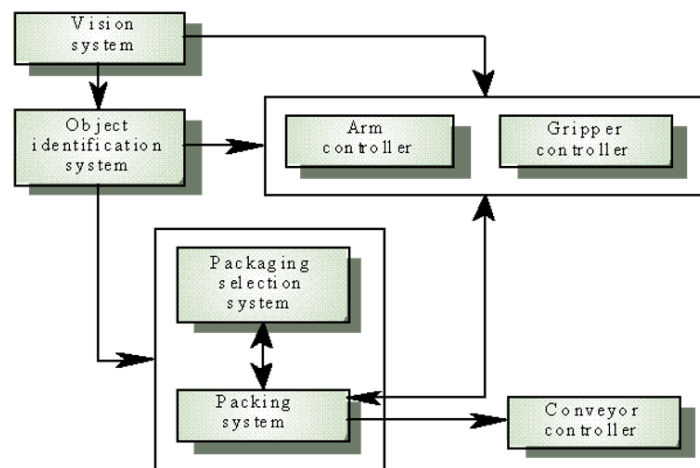 Vision
system
Object
identification
system
Arm
controller
Gripper
controller
Packaging
selection
system
Packing
system
Conveyor
controller